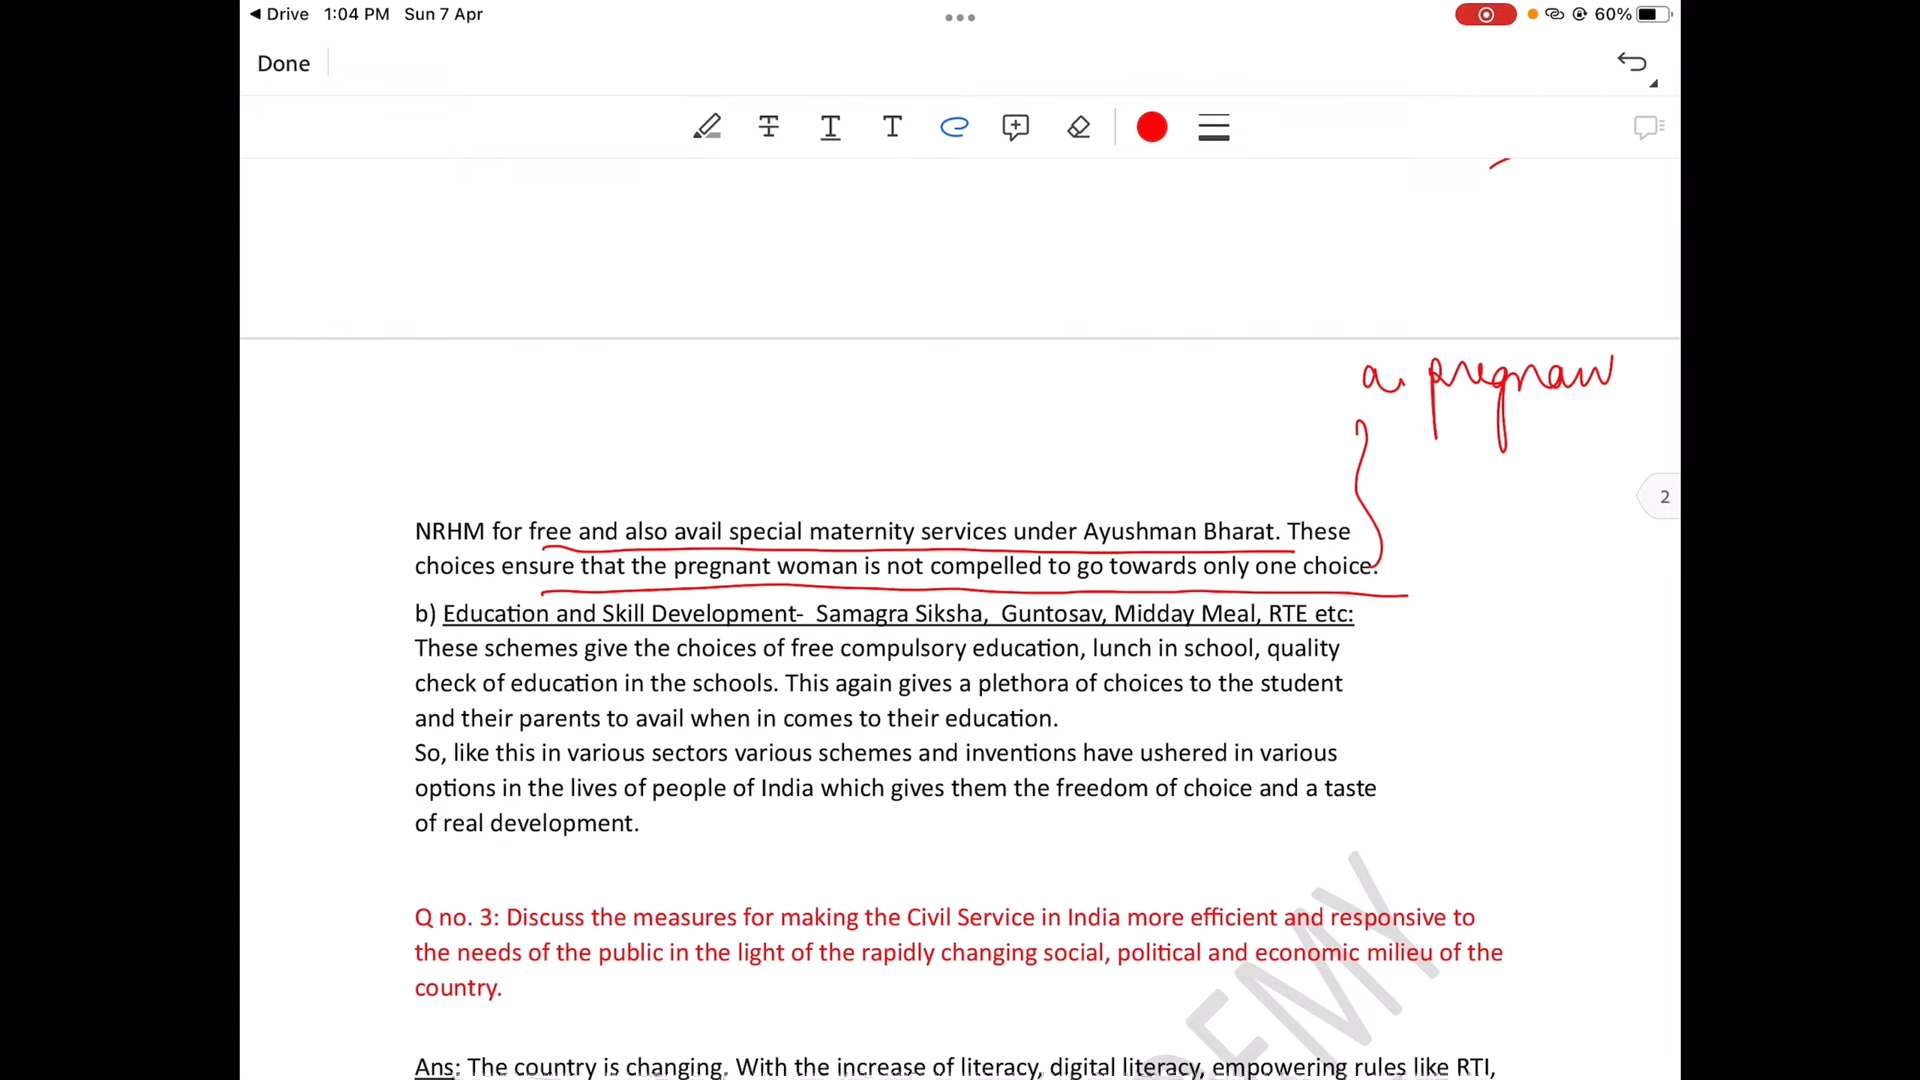 Drive 1:04 PM Sun 7 Apr
60%
Done
a. pregnan
2
NRHM for free and also avail special maternity services under Ayushman Bharat. These
choices ensure that the pregnant woman is not compelled to go towards only one choice.
b) Education and Skill Development- Samagra Siksha, Guntosav, Midday Meal, RTE etc:
These schemes give the choices of free compulsory education, lunch in school, quality
check of education in the schools. This again gives a plethora of choices to the student
and their parents to avail when in comes to their education.
So, like this in various sectors various schemes and inventions have ushered in various
options in the lives of people of India which gives them the freedom of choice and a taste
of real development.
Q no. 3: Discuss the measures for making the Civil Service in India more efficient and responsive to
the needs of the public in the light of the rapidly changing social, political and economic milieu of the
country.
Ans: The country is changing. With the increase of literacy, digital literacy, empowering rules like RTI,